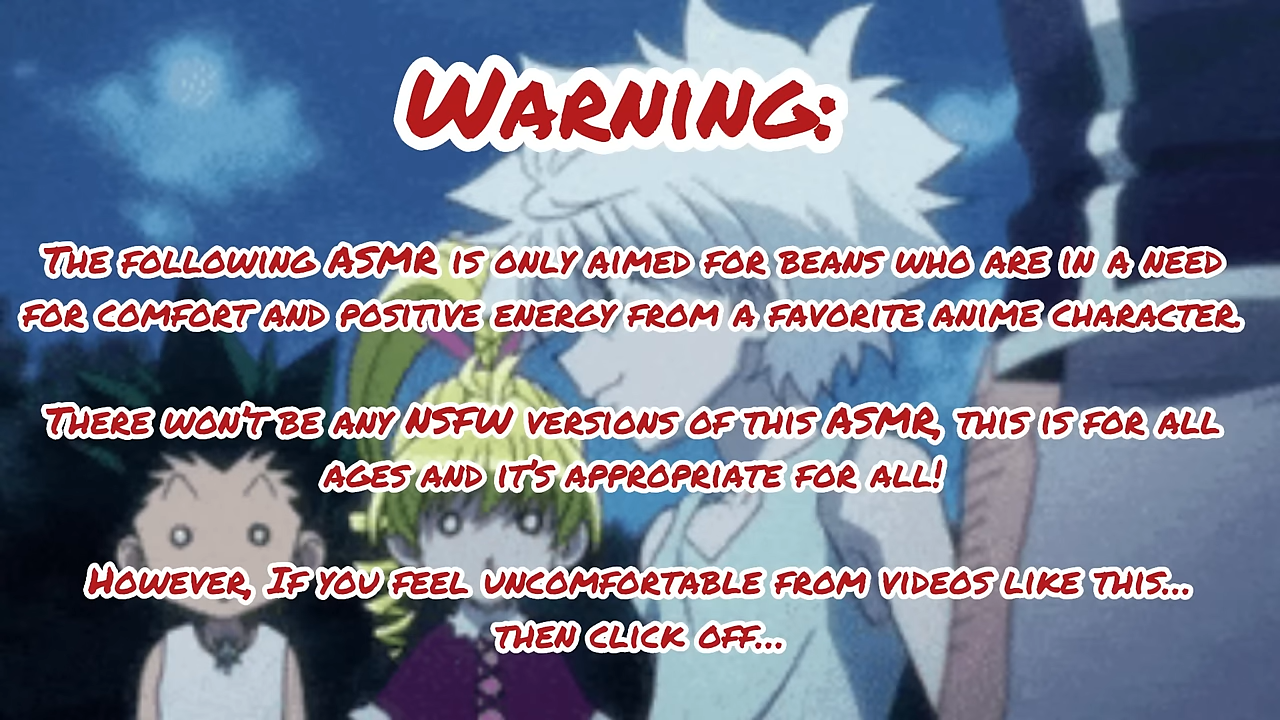 Warning:
The following ASMR is only aimed for beans who are in a need
for comfort and positive energy from a favorite anime character.
There won't be any NSFW versions of this ASMR, this is for all
ages and it's appropriate for all!
However, If you feel uncomfortable from videos like this...
then click off...